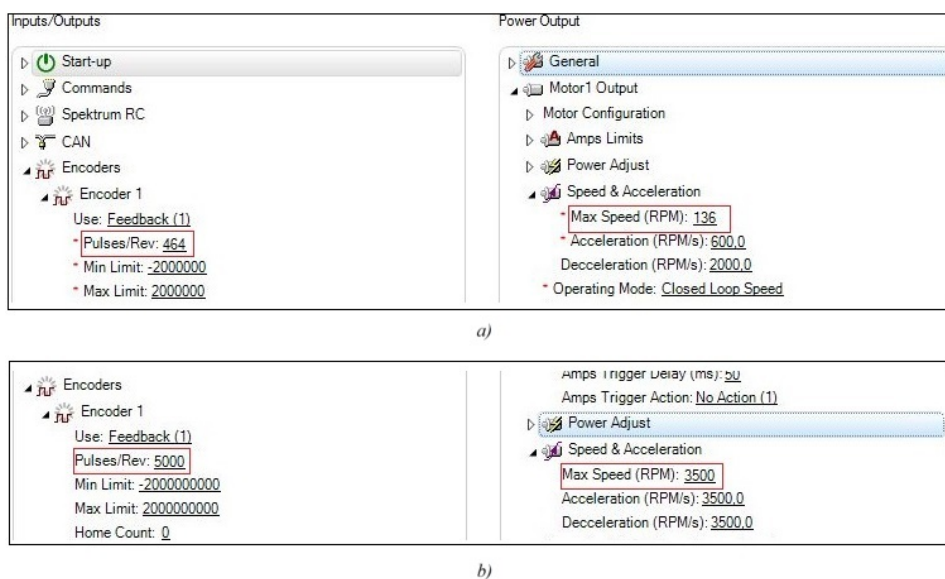 Inputs/Outputs
Start-up
Commands
Spektrum RC
CAN
Encoders
Encoder 1
Use: Feedback (1)
* Pulses/Rev: 464
* Min Limit: -2000000
* Max Limit: 2000000
Power Output
General
Motor1 Output
Motor Configuration
Amps Limits
Power Adjust
Speed & Acceleration
* Max Speed (RPM): 136
* Acceleration (RPM/s): 600,0
Decceleration (RPM/s): 2000,0
* Operating Mode: Closed Loop Speed
a)
Encoders
Encoder 1
Use: Feedback (1)
Pulses/Rev: 5000
Min Limit: -2000000000
Max Limit: 2000000000
Home Count: 0
Amps Trigger Delay (ms): 50
Amps Trigger Action: No Action (1)
Power Adjust
Speed & Acceleration
Max Speed (RPM): 3500
Acceleration (RPM/s): 3500,0
Decceleration (RPM/s): 3500,0
b)